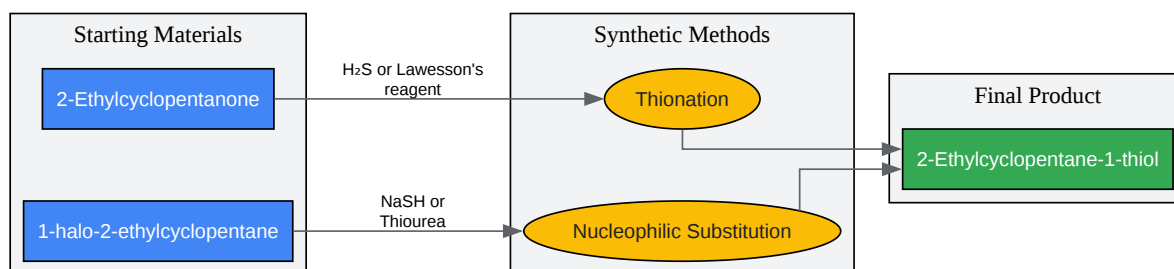 Starting Materials
Synthetic Methods
Final Product
2-Ethylcyclopentanone
H₂S or Lawesson's
reagent
Thionation
2-Ethylcyclopentane-1-thiol
1-halo-2-ethylcyclopentane
NaSH or
Thiourea
Nucleophilic Substitution